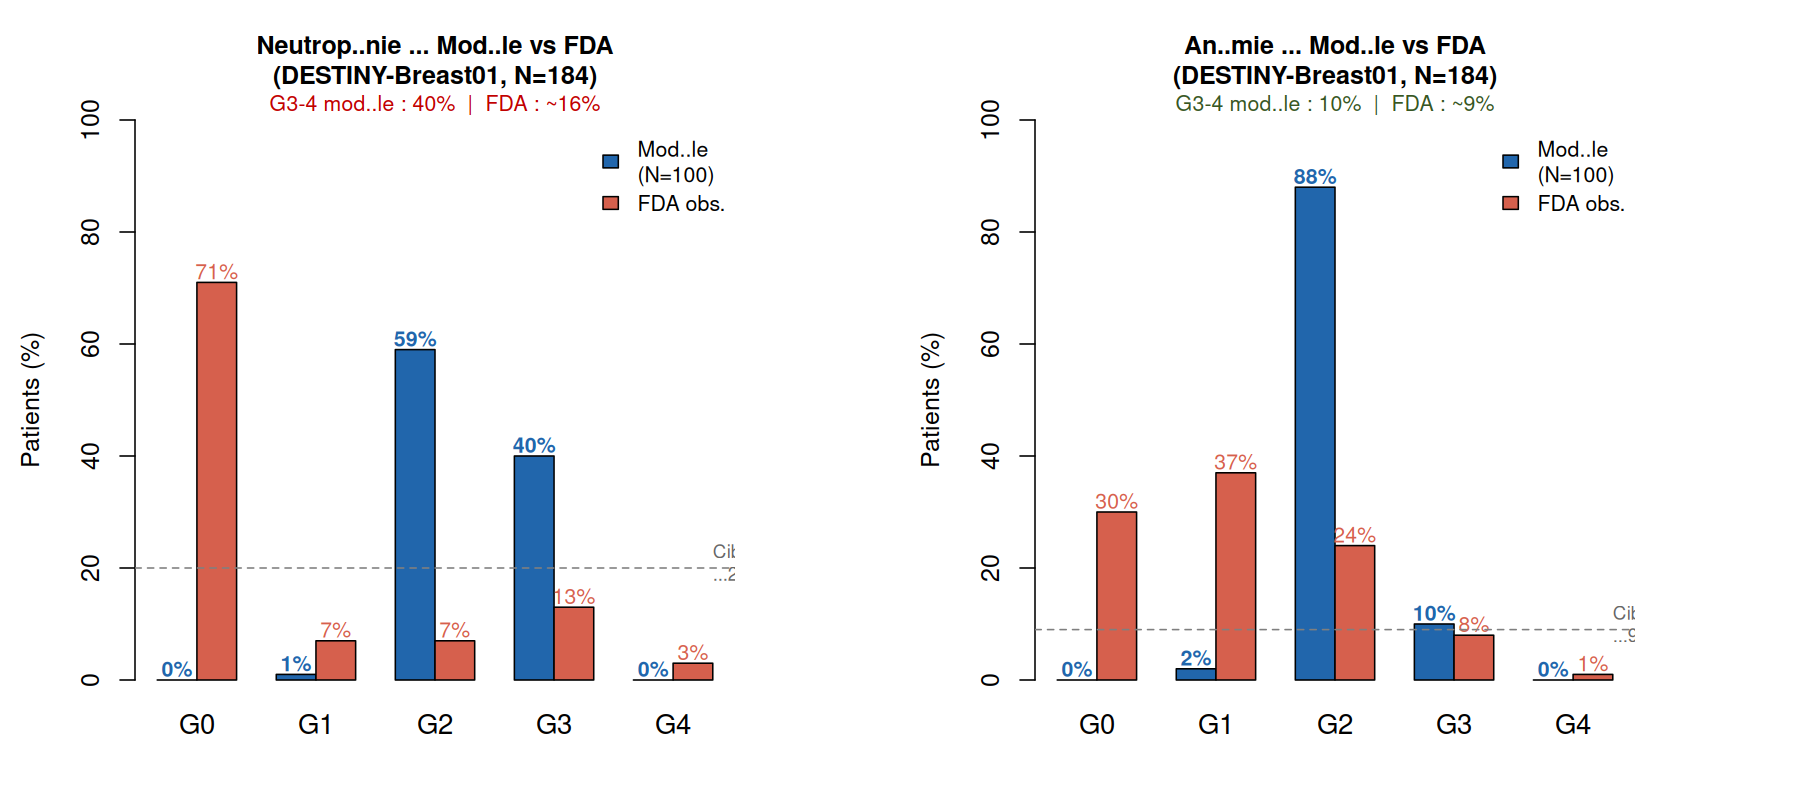 Neutrop..nie ... Mod..le vs FDA
(DESTINY-Breast01, N=184)
G3-4 mod..le : 40% | FDA : ~16%
Patients (%)
100
80
60
40
20
0
Mod..le
(N=100)
FDA obs.
71%
59%
40%
13%
7%
7%
3%
0%
1%
0%
G0
G1
G2
G3
G4
An..mie ... Mod..le vs FDA
(DESTINY-Breast01, N=184)
G3-4 mod..le : 10% | FDA : ~9%
Patients (%)
100
80
60
40
20
0
Mod..le
(N=100)
FDA obs.
88%
37%
30%
24%
10%
8%
2%
0%
0%
1%
G0
G1
G2
G3
G4